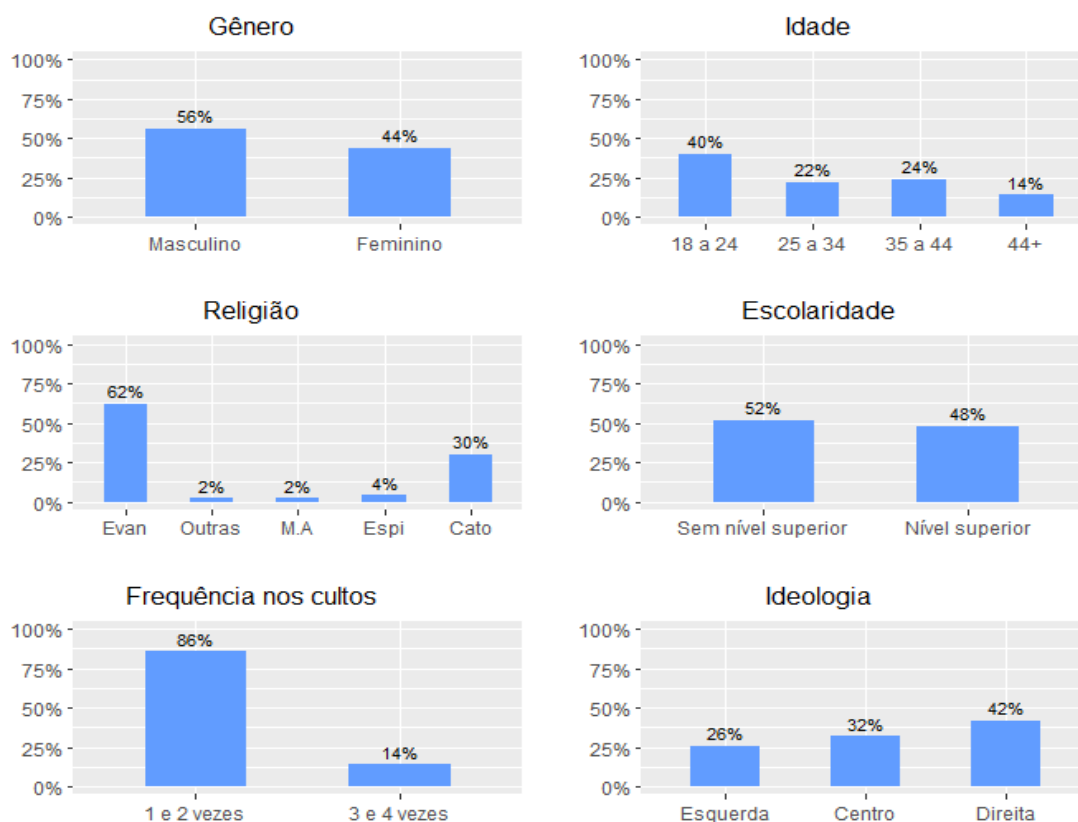 Gênero
100%
75%
50%
25%
0%
56%
44%
Masculino
Feminino
Idade
100%
75%
50%
25%
0%
40%
22%
24%
14%
18 a 24
25 a 34
35 a 44
44+
Religião
100%
75%
50%
25%
0%
62%
2%
2%
4%
30%
Evan
Outras
M.A
Espi
Cato
Escolaridade
100%
75%
50%
25%
0%
52%
48%
Sem nível superior
Nível superior
Frequência nos cultos
100%
75%
50%
25%
0%
86%
14%
1 e 2 vezes
3 e 4 vezes
Ideologia
100%
75%
50%
25%
0%
26%
32%
42%
Esquerda
Centro
Direita